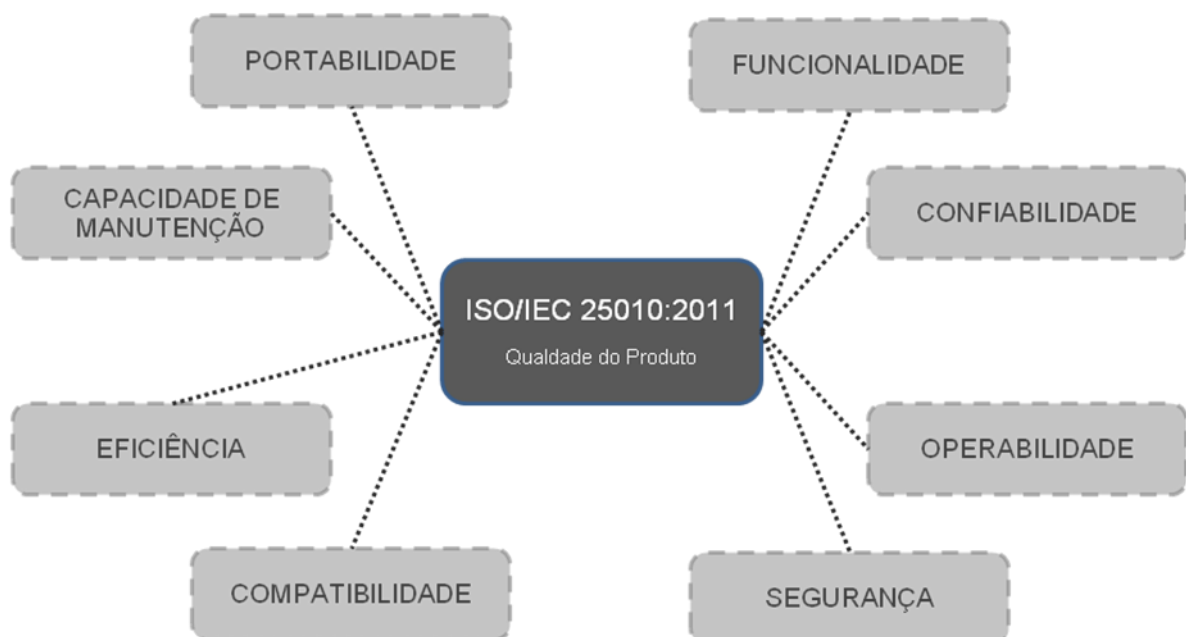 PORTABILIDADE
FUNCIONALIDADE
CAPACIDADE DE
MANUTENÇÃO
CONFIABILIDADE
ISO/IEC 25010:2011
Qualdade do Produto
EFICIÊNCIA
OPERABILIDADE
COMPATIBILIDADE
SEGURANÇA